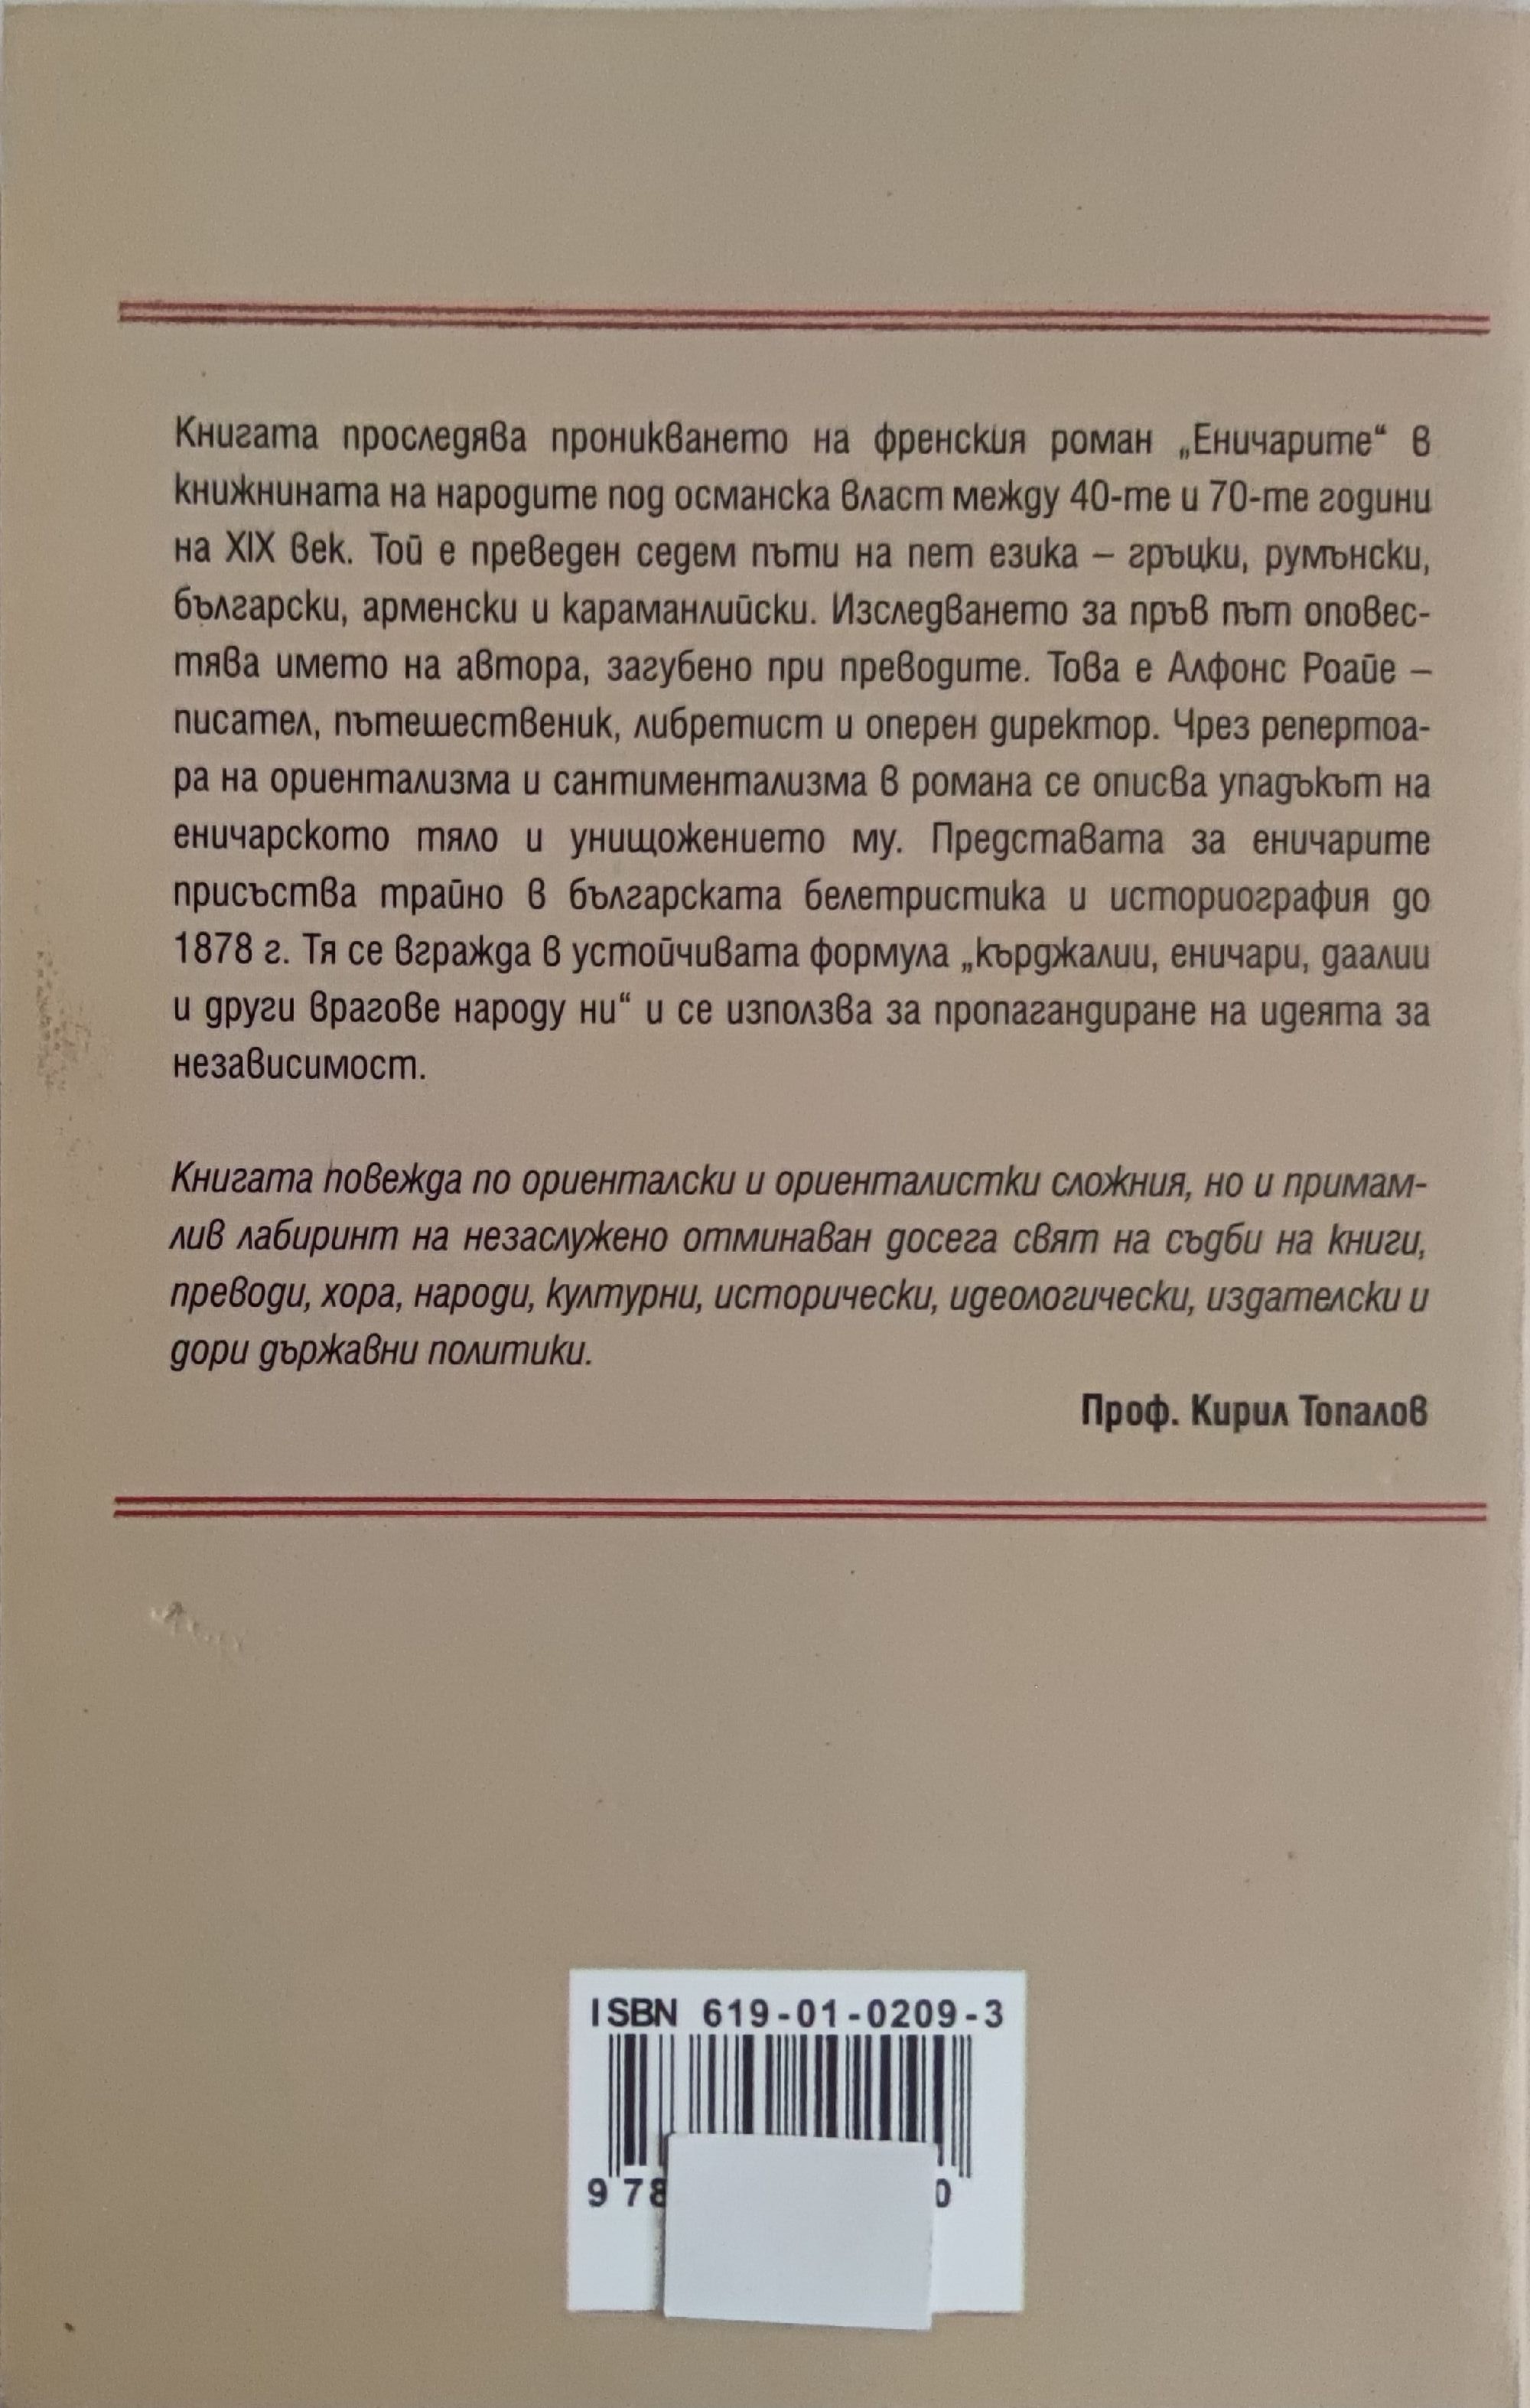 Книгата проследява проникването на френския роман „Еничарите“ в
книжнината на народите под османска власт между 40-те и 70-те години
на XIX век. Той е преведен седем пъти на пет езика – гръцки, румънски,
български, арменски и караманлийски. Изследването за пръв път оповес-
тява името на автора, загубено при преводите. Това е Алфонс Роайе –
писател, пътешественик, либретист и оперен директор. Чрез репертоа-
ра на ориентализма и сантиментализма в романа се описва упадъкът на
еничарското тяло и унищожението му. Представата за еничарите
присъства трайно в българската белетристика и историография до
1878 г. Тя се вгражда в устойчивата формула „кърджалии, еничари, даалии
и други врагове народу ни“ и се използва за пропагандиране на идеята за
независимост.
Книгата повежда по ориенталски и ориенталистки сложния, но и примам-
лив лабиринт на незаслужено отминаван досега свят на съдби на книги,
преводи, хора, народи, културни, исторически, идеологически, издателски и
дори държавни политики.
Проф. Кирил Топалов
ISBN 619-01-0209-3
978 0